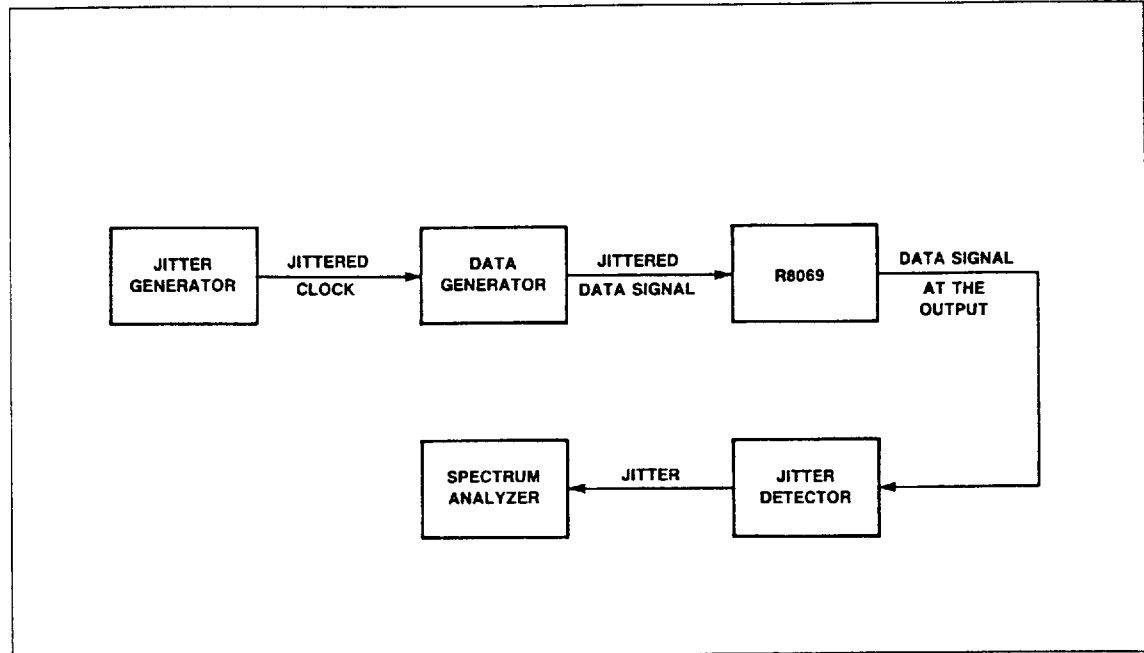 JITTER
GENERATOR
JITTERED
CLOCK
DATA
GENERATOR
JITTERED
DATA SIGNAL
R8069
DATA SIGNAL
AT THE
OUTPUT
SPECTRUM
ANALYZER
JITTER
JITTER
DETECTOR